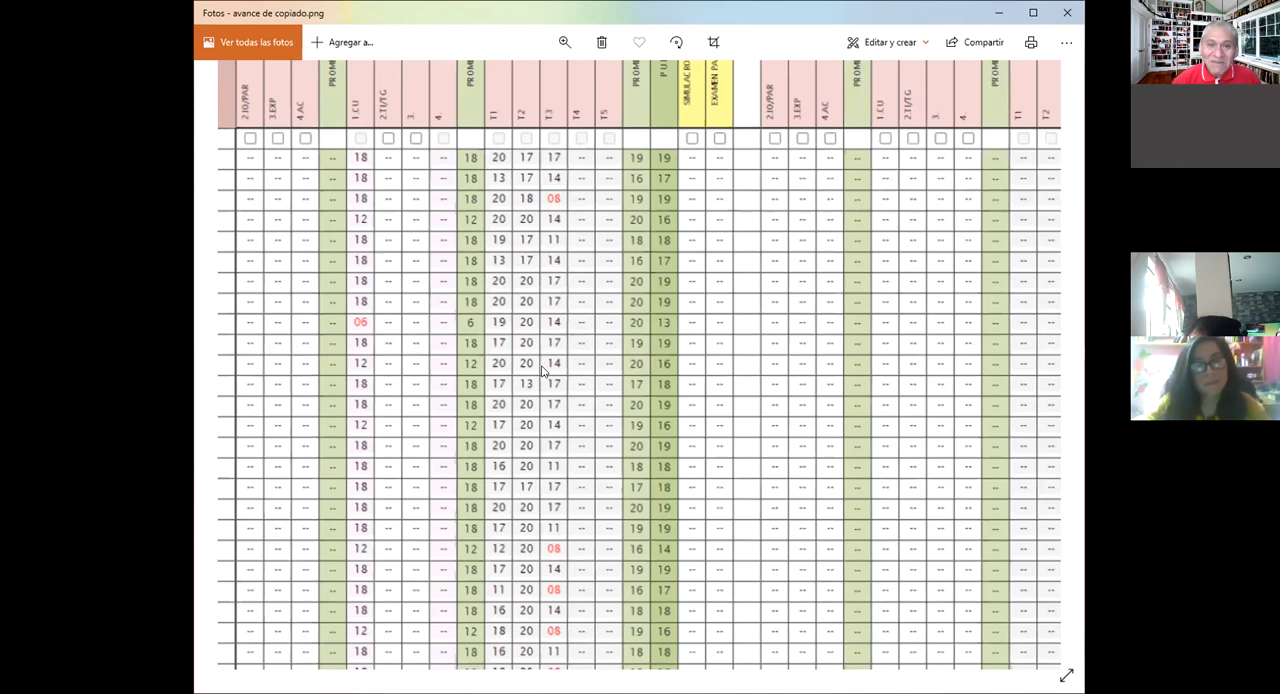 Fotos - avance de copiado.png
Ver todas las fotos
Agregar a...
Editar y crear
Compartir
2.IO/PAR 3.EXP 4.AC PROME 1.CU 2.TI/TG 3. 4. PROME T1 T2 T3 T4 T5 PROME SIMULACRO EXAMEN PA 2.IO/PAR 3.EXP 4.AC PROME 1.CU 2.TI/TG 3. 4. PROME T1 T2
-- -- -- -- 18 -- -- -- 18 20 17 17 -- -- 19 19 -- -- -- -- -- -- -- -- -- -- -- -- --
-- -- -- -- 18 -- -- -- 18 13 17 14 -- -- 16 17 -- -- -- -- -- -- -- -- -- -- -- -- --
-- -- -- -- 18 -- -- -- 18 20 18 08 -- -- 19 19 -- -- -- -- -- -- -- -- -- -- -- -- --
-- -- -- -- 12 -- -- -- 12 20 20 14 -- -- 20 16 -- -- -- -- -- -- -- -- -- -- -- -- --
-- -- -- -- 18 -- -- -- 18 19 17 11 -- -- 18 18 -- -- -- -- -- -- -- -- -- -- -- -- --
-- -- -- -- 18 -- -- -- 18 13 17 14 -- -- 16 17 -- -- -- -- -- -- -- -- -- -- -- -- --
-- -- -- -- 18 -- -- -- 18 20 20 17 -- -- 20 19 -- -- -- -- -- -- -- -- -- -- -- -- --
-- -- -- -- 18 -- -- -- 18 20 20 17 -- -- 20 19 -- -- -- -- -- -- -- -- -- -- -- -- --
-- -- -- -- 06 -- -- -- 6 19 20 14 -- -- 20 13 -- -- -- -- -- -- -- -- -- -- -- -- --
-- -- -- -- 18 -- -- -- 18 17 20 17 -- -- 19 19 -- -- -- -- -- -- -- -- -- -- -- -- --
-- -- -- -- 12 -- -- -- 12 20 20 14 -- -- 20 16 -- -- -- -- -- -- -- -- -- -- -- -- --
-- -- -- -- 18 -- -- -- 18 17 13 17 -- -- 17 18 -- -- -- -- -- -- -- -- -- -- -- -- --
-- -- -- -- 18 -- -- -- 18 20 20 17 -- -- 20 19 -- -- -- -- -- -- -- -- -- -- -- -- --
-- -- -- -- 12 -- -- -- 12 17 20 14 -- -- 19 16 -- -- -- -- -- -- -- -- -- -- -- -- --
-- -- -- -- 18 -- -- -- 18 20 20 17 -- -- 20 19 -- -- -- -- -- -- -- -- -- -- -- -- --
-- -- -- -- 18 -- -- -- 18 16 20 11 -- -- 18 18 -- -- -- -- -- -- -- -- -- -- -- -- --
-- -- -- -- 18 -- -- -- 18 17 17 17 -- -- 17 18 -- -- -- -- -- -- -- -- -- -- -- -- --
-- -- -- -- 18 -- -- -- 18 20 20 17 -- -- 20 19 -- -- -- -- -- -- -- -- -- -- -- -- --
-- -- -- -- 18 -- -- -- 18 17 20 11 -- -- 19 19 -- -- -- -- -- -- -- -- -- -- -- -- --
-- -- -- -- 12 -- -- -- 12 12 20 08 -- -- 16 14 -- -- -- -- -- -- -- -- -- -- -- -- --
-- -- -- -- 18 -- -- -- 18 17 20 14 -- -- 19 19 -- -- -- -- -- -- -- -- -- -- -- -- --
-- -- -- -- 18 -- -- -- 18 11 20 08 -- -- 16 17 -- -- -- -- -- -- -- -- -- -- -- -- --
-- -- -- -- 18 -- -- -- 18 16 20 14 -- -- 18 18 -- -- -- -- -- -- -- -- -- -- -- -- --
-- -- -- -- 12 -- -- -- 12 18 20 08 -- -- 19 16 -- -- -- -- -- -- -- -- -- -- -- -- --
-- -- -- -- 18 -- -- -- 18 16 20 11 -- -- 18 18 -- -- -- -- -- -- -- -- -- -- -- -- --